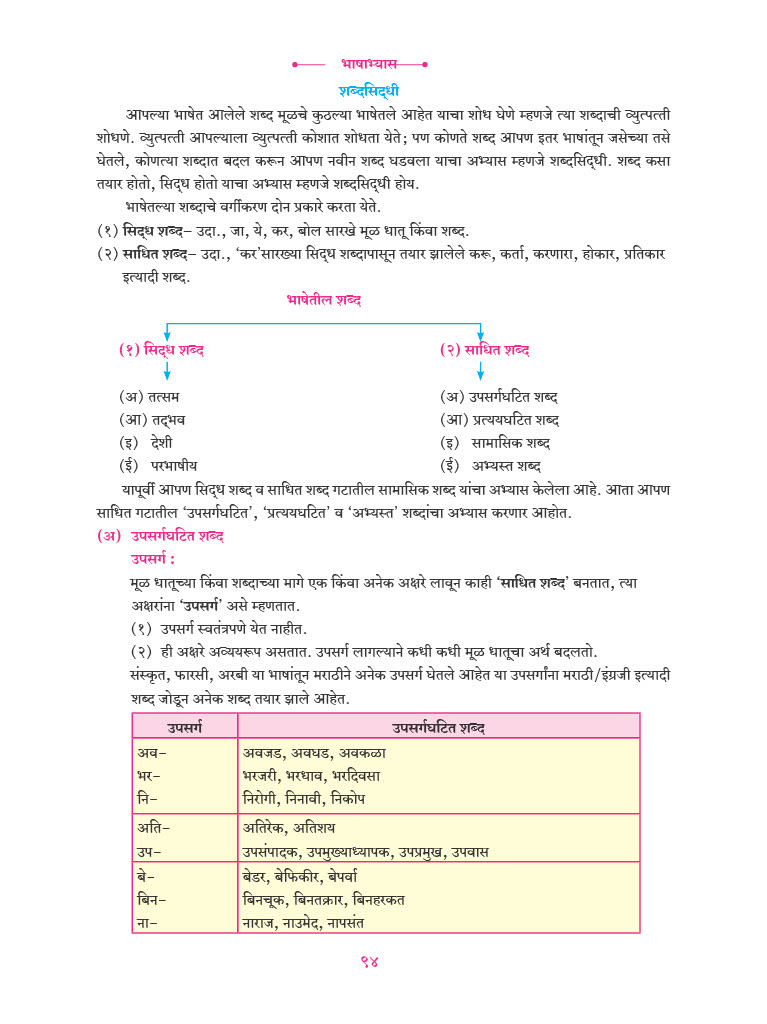 भाषाभ्यास
शब्दसिद्धी
आपल्या भाषेत आलेले शब्द मूळचे कुठल्या भाषेतले आहेत याचा शोध घेणे म्हणजे त्या शब्दाची व्युत्पत्ती
शोधणे. व्युत्पत्ती आपल्याला व्युत्पत्ती कोशात शोधता येते; पण कोणते शब्द आपण इतर भाषांतून जसेच्या तसे
घेतले, कोणत्या शब्दात बदल करून आपण नवीन शब्द घडवला याचा अभ्यास म्हणजे शब्दसिद्धी. शब्द कसा
तयार होतो, सिद्ध होतो याचा अभ्यास म्हणजे शब्दसिद्धी होय.
भाषेतल्या शब्दाचे वर्गीकरण दोन प्रकारे करता येते.
(१) सिद्ध शब्द– उदा., जा, ये, कर, बोल सारखे मूळ धातू किंवा शब्द.
(२) साधित शब्द– उदा., ‘कर’सारख्या सिद्ध शब्दापासून तयार झालेले करू, कर्ता, करणारा, होकार, प्रतिकार
इत्यादी शब्द.
भाषेतील शब्द
(१) सिद्ध शब्द (२) साधित शब्द
(अ) तत्सम (अ) उपसर्गघटित शब्द
(आ) तद्भव (आ) प्रत्ययघटित शब्द
(इ) देशी (इ) सामासिक शब्द
(ई) परभाषीय (ई) अभ्यस्त शब्द
यापूर्वी आपण सिद्ध शब्द व साधित शब्द गटातील सामासिक शब्द यांचा अभ्यास केलेला आहे. आता आपण
साधित गटातील ‘उपसर्गघटित’, ‘प्रत्ययघटित’ व ‘अभ्यस्त’ शब्दांचा अभ्यास करणार आहोत.
(अ) उपसर्गघटित शब्द
उपसर्ग :
मूळ धातूच्या किंवा शब्दाच्या मागे एक किंवा अनेक अक्षरे लावून काही ‘साधित शब्द’ बनतात, त्या
अक्षरांना ‘उपसर्ग’ असे म्हणतात.
(१) उपसर्ग स्वतंत्रपणे येत नाहीत.
(२) ही अक्षरे अव्ययरूप असतात. उपसर्ग लागल्याने कधी कधी मूळ धातूचा अर्थ बदलतो.
संस्कृत, फारसी, अरबी या भाषांतून मराठीने अनेक उपसर्ग घेतले आहेत या उपसर्गांना मराठी/इंग्रजी इत्यादी
शब्द जोडून अनेक शब्द तयार झाले आहेत.
उपसर्ग उपसर्गघटित शब्द
अव– अवजड, अवघड, अवकळा
भर– भरजरी, भरधाव, भरदिवसा
नि– निरोगी, निनावी, निकोप
अति– अतिरेक, अतिशय
उप– उपसंपादक, उपमुख्याध्यापक, उपप्रमुख, उपवास
बे– बेडर, बेफिकीर, बेपर्वा
बिन– बिनचूक, बिनतक्रार, बिनहरकत
ना– नाराज, नाउमेद, नापसंत
९४